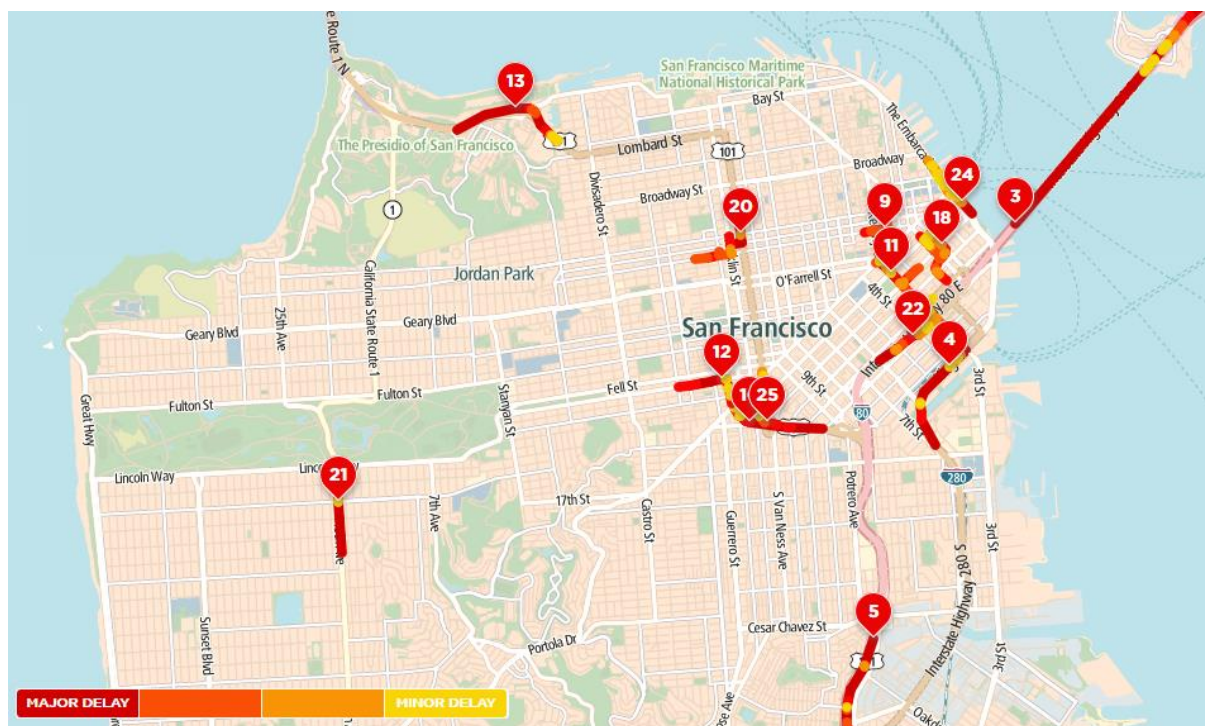 e Route 1 N
13
San Francisco Maritime
National Historical Park
Bay St
The Presidio of San Francisco
Lombard St
101
The Embarca
Broadway
24
3
1
Divisadero St
Broadway St
20
9
18
11
Jordan Park
California State Route 1
O'Farrell St
4th St
25th Ave
Geary Blvd
Geary Blvd
San Francisco
22
4
12
Fell St
9th St
80
3rd St
Great Hwy
Fulton St
Fulton St
Stanyan St
25
7th St
Lincoln Way
21
280
7th Ave
17th St
Castro St
Guerrero St
S Van Ness Ave
Potrero Ave
3rd St
Interstate Highway 280 S
5
Sunset Blvd
Portola Dr
Cesar Chavez St
3rd St
MAJOR DELAY
MINOR DELAY